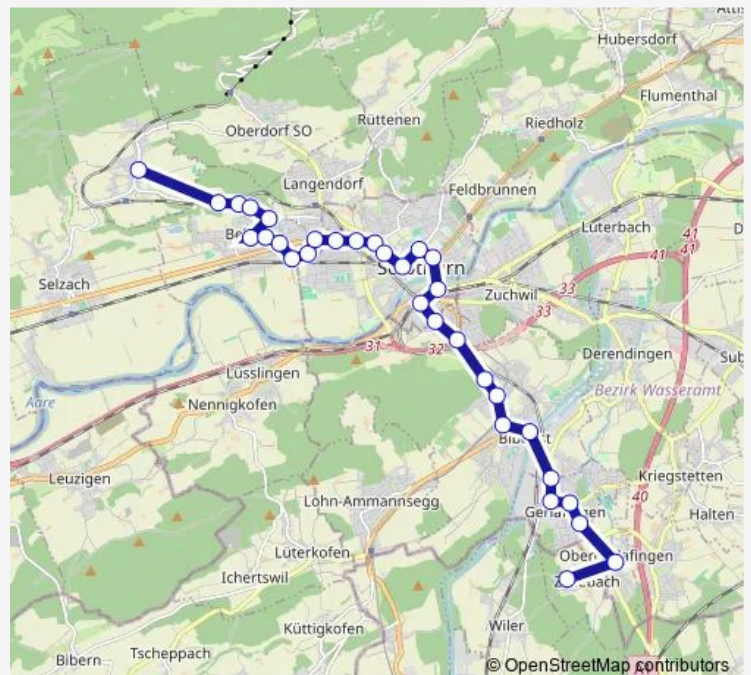 Hubersdorf
Flumenthal
Rüttenen
Riedholz
Oberdorf SO
Langendorf
Feldbrunnen
Luterbach
41
41
41
Selzach
33
Zuchwil
33
31
32
Derendingen
Lüsslingen
Bezirk Wasseramt
Aare
Nennigkofen
Leuzigen
Kriegstetten
40
Lohn-Ammannsegg
Halten
Lüterkofen
Ichertswil
Wiler
Küttigkofen
Tscheppach
Bibern
© OpenStreetMap contributors